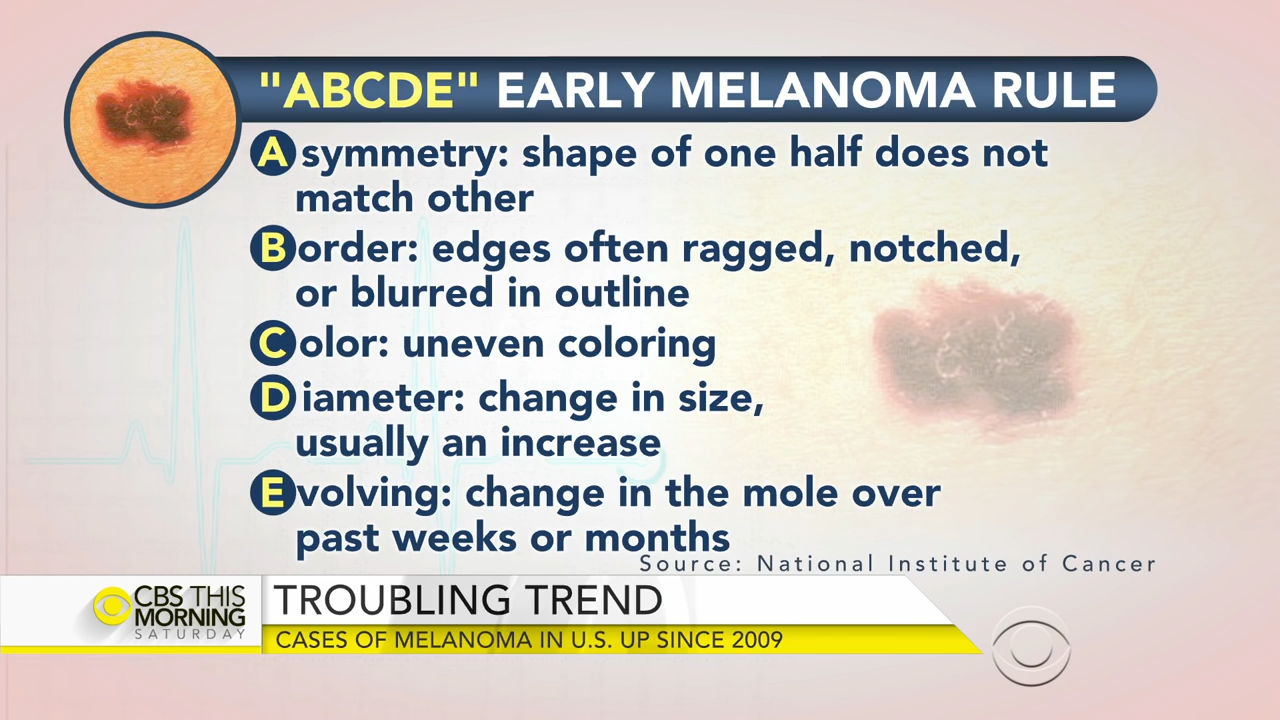 "ABCDE" EARLY MELANOMA RULE
Asymmetry: shape of one half does not
match other
Border: edges often ragged, notched,
or blurred in outline
Color: uneven coloring
Diameter: change in size,
usually an increase
Evolving: change in the mole over
past weeks or months
Source: National Institute of Cancer
CBS THIS
MORNING
SATURDAY
TROUBLING TREND
CASES OF MELANOMA IN U.S. UP SINCE 2009